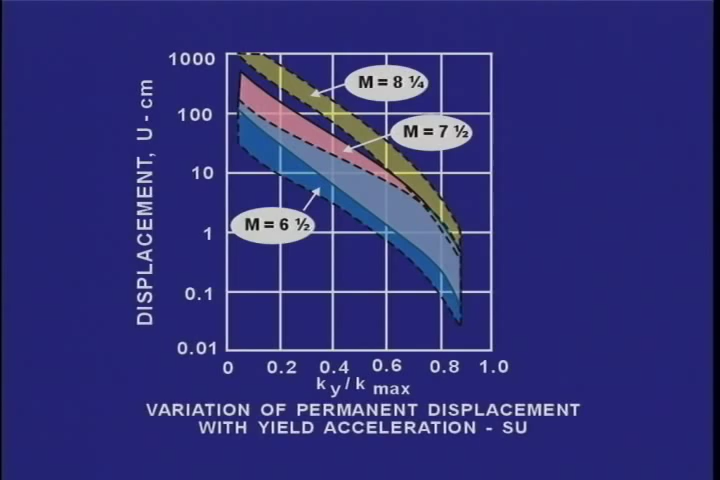 1000
100
10
1
0.1
0.01
DISPLACEMENT, U - cm
M = 8 ¼
M = 7 ½
M = 6 ½
0 0.2 0.4 0.6 0.8 1.0
k y / k max
VARIATION OF PERMANENT DISPLACEMENT
WITH YIELD ACCELERATION - SU